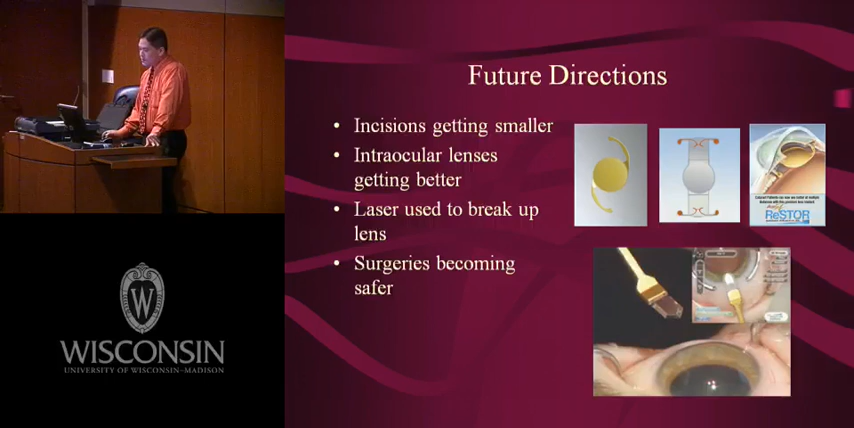 Future Directions
• Incisions getting smaller
• Intraocular lenses
getting better
• Laser used to break up
lens
• Surgeries becoming
safer
ReSTOR
W
WISCONSIN
UNIVERSITY OF WISCONSIN–MADISON